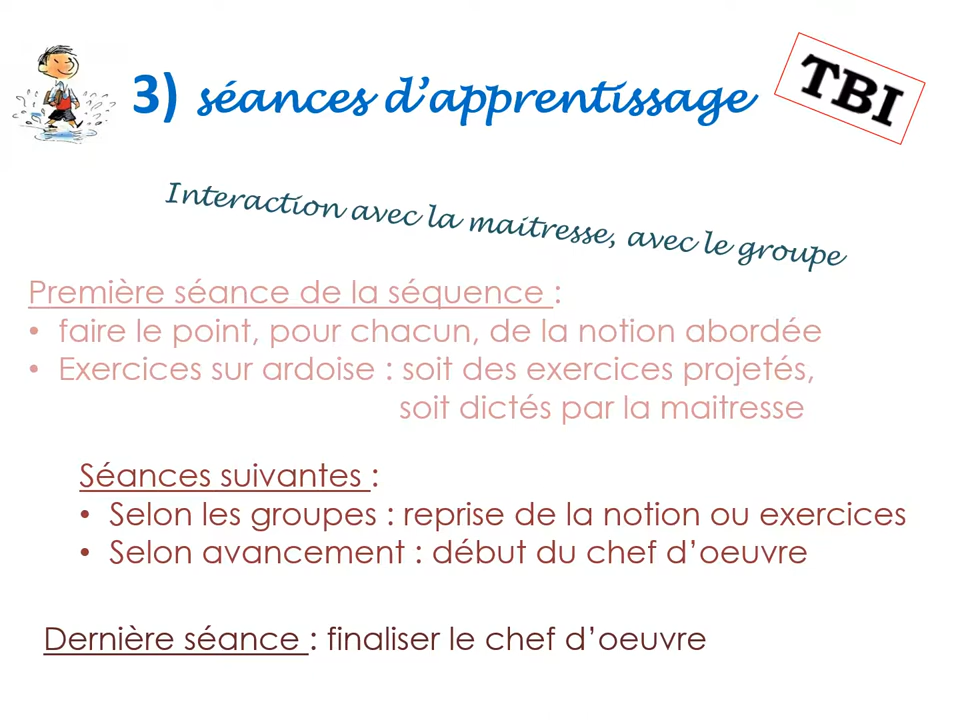 3) séances d’apprentissage
TBI
Interaction avec la maitresse, avec le groupe
Première séance de la séquence :
• faire le point, pour chacun, de la notion abordée
• Exercices sur ardoise : soit des exercices projetés,
soit dictés par la maitresse
Séances suivantes :
• Selon les groupes : reprise de la notion ou exercices
• Selon avancement : début du chef d’oeuvre
Dernière séance : finaliser le chef d’oeuvre